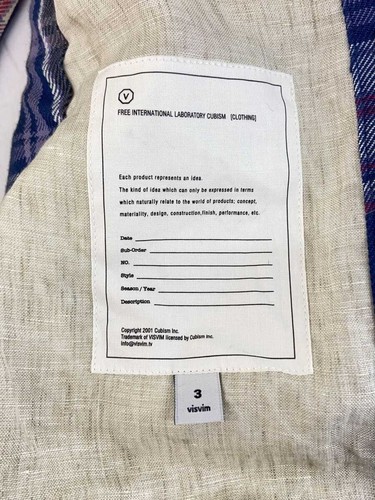 V
FREE INTERNATIONAL LABORATORY CUBISM [CLOTHING]
Each product represents an idea.
The kind of idea which can only be expressed in terms
which naturally relate to the world of products; concept,
materiality, design, construction,finish, performance, etc.
Date
Sub-Order
NO.
Style
Season / Year
Description
Copyright 2001 Cubism Inc.
Trademark of VISVIM licensed by Cubism Inc.
Info@visvim.tv
3
visvim